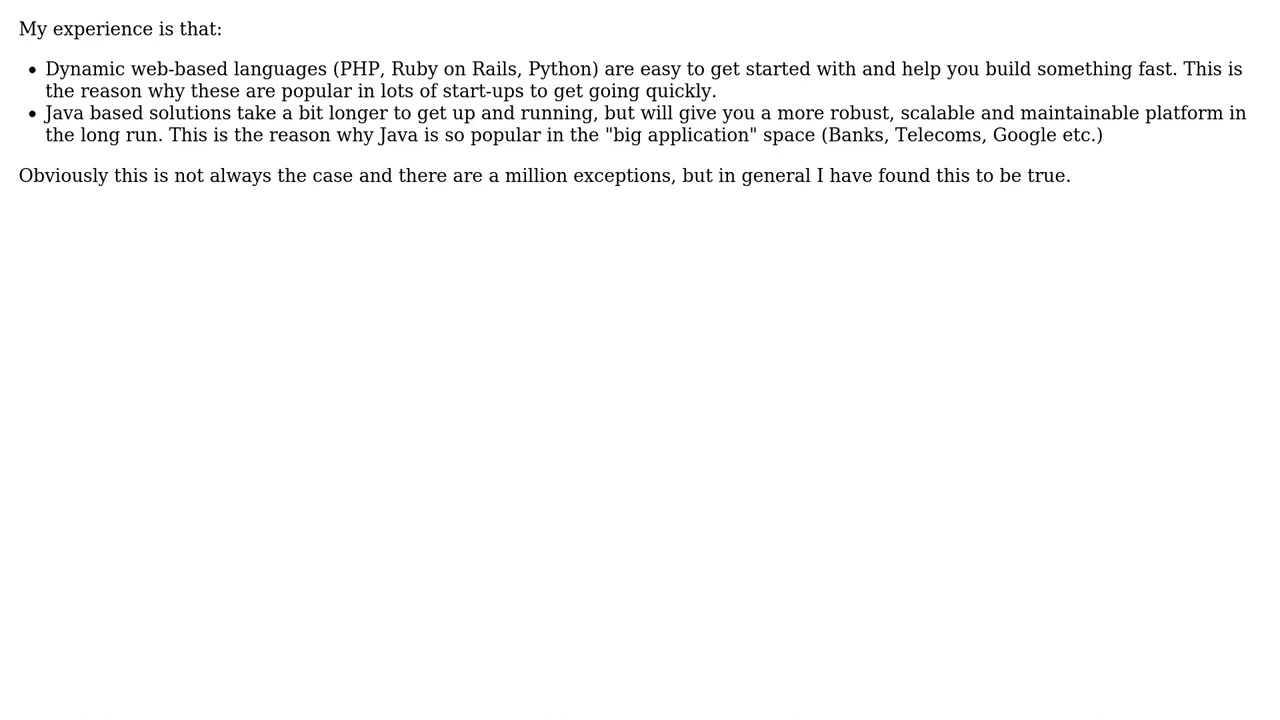 My experience is that:
• Dynamic web-based languages (PHP, Ruby on Rails, Python) are easy to get started with and help you build something fast. This is
the reason why these are popular in lots of start-ups to get going quickly.
• Java based solutions take a bit longer to get up and running, but will give you a more robust, scalable and maintainable platform in
the long run. This is the reason why Java is so popular in the "big application" space (Banks, Telecoms, Google etc.)
Obviously this is not always the case and there are a million exceptions, but in general I have found this to be true.